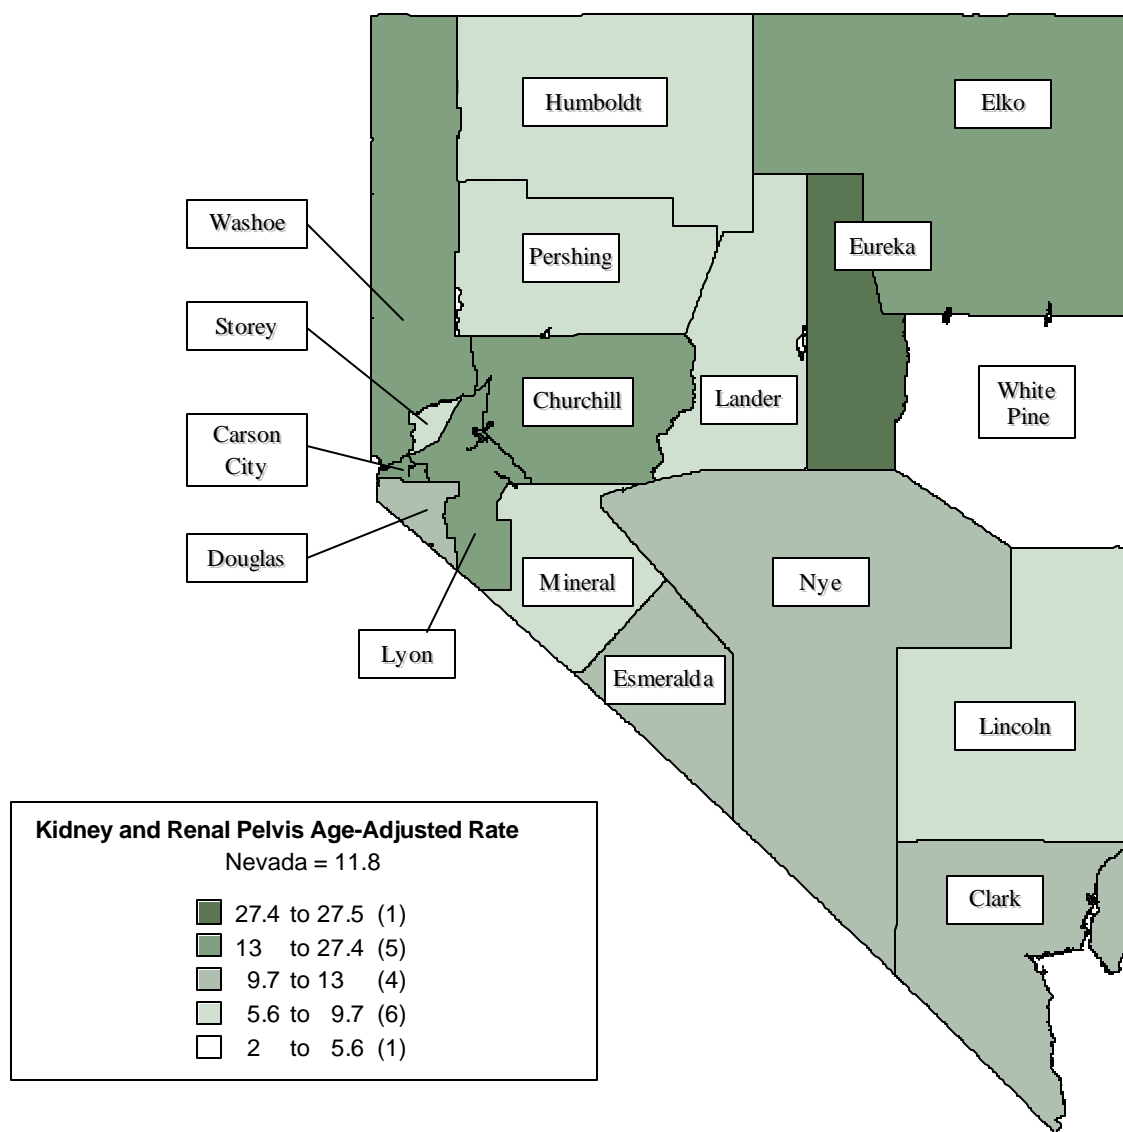 Humboldt
Elko
Washoe
Eureka
Pershing
Storey
White
Pine
Churchill
Lander
Carson
City
Douglas
Mineral
Nye
Lyon
Esmeralda
Lincoln
Kidney and Renal Pelvis Age-Adjusted Rate
Nevada = 11.8
27.4 to 27.5 (1)
13 to 27.4 (5)
9.7 to 13 (4)
5.6 to 9.7 (6)
2 to 5.6 (1)
Clark